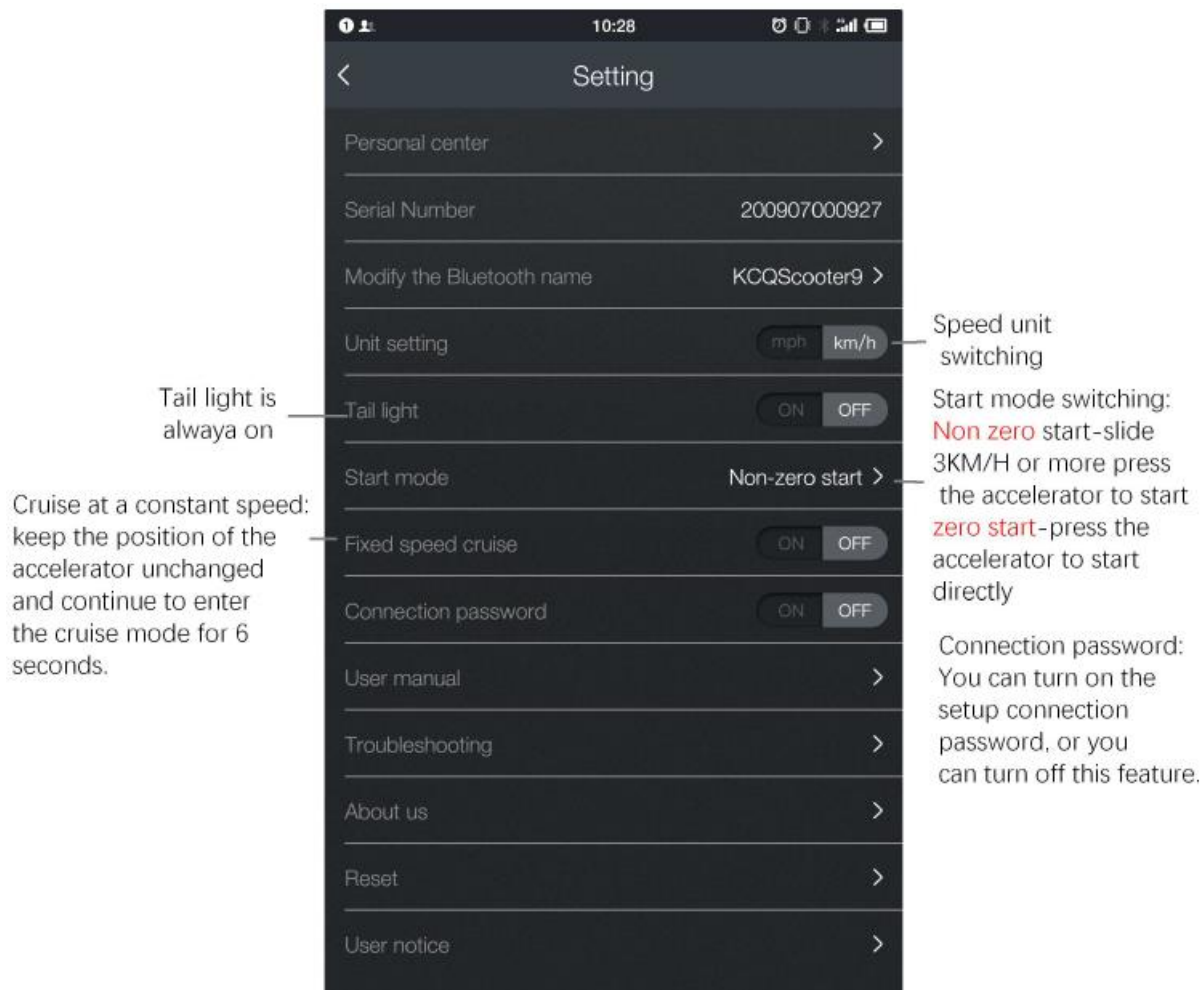 10:28
Setting
Personal center
Serial Number 200907000927
Modify the Bluetooth name KCQScooter9
Unit setting mph km/h
Tail light ON OFF
Start mode Non-zero start
Fixed speed cruise ON OFF
Connection password ON OFF
User manual
Troubleshooting
About us
Reset
User notice
Tail light is
alwaya on
Cruise at a constant speed:
keep the position of the
accelerator unchanged
and continue to enter
the cruise mode for 6
seconds.
Speed unit
switching
Start mode switching:
Non zero start-slide
3KM/H or more press
the accelerator to start
zero start-press the
accelerator to start
directly
Connection password:
You can turn on the
setup connection
password, or you
can turn off this feature.